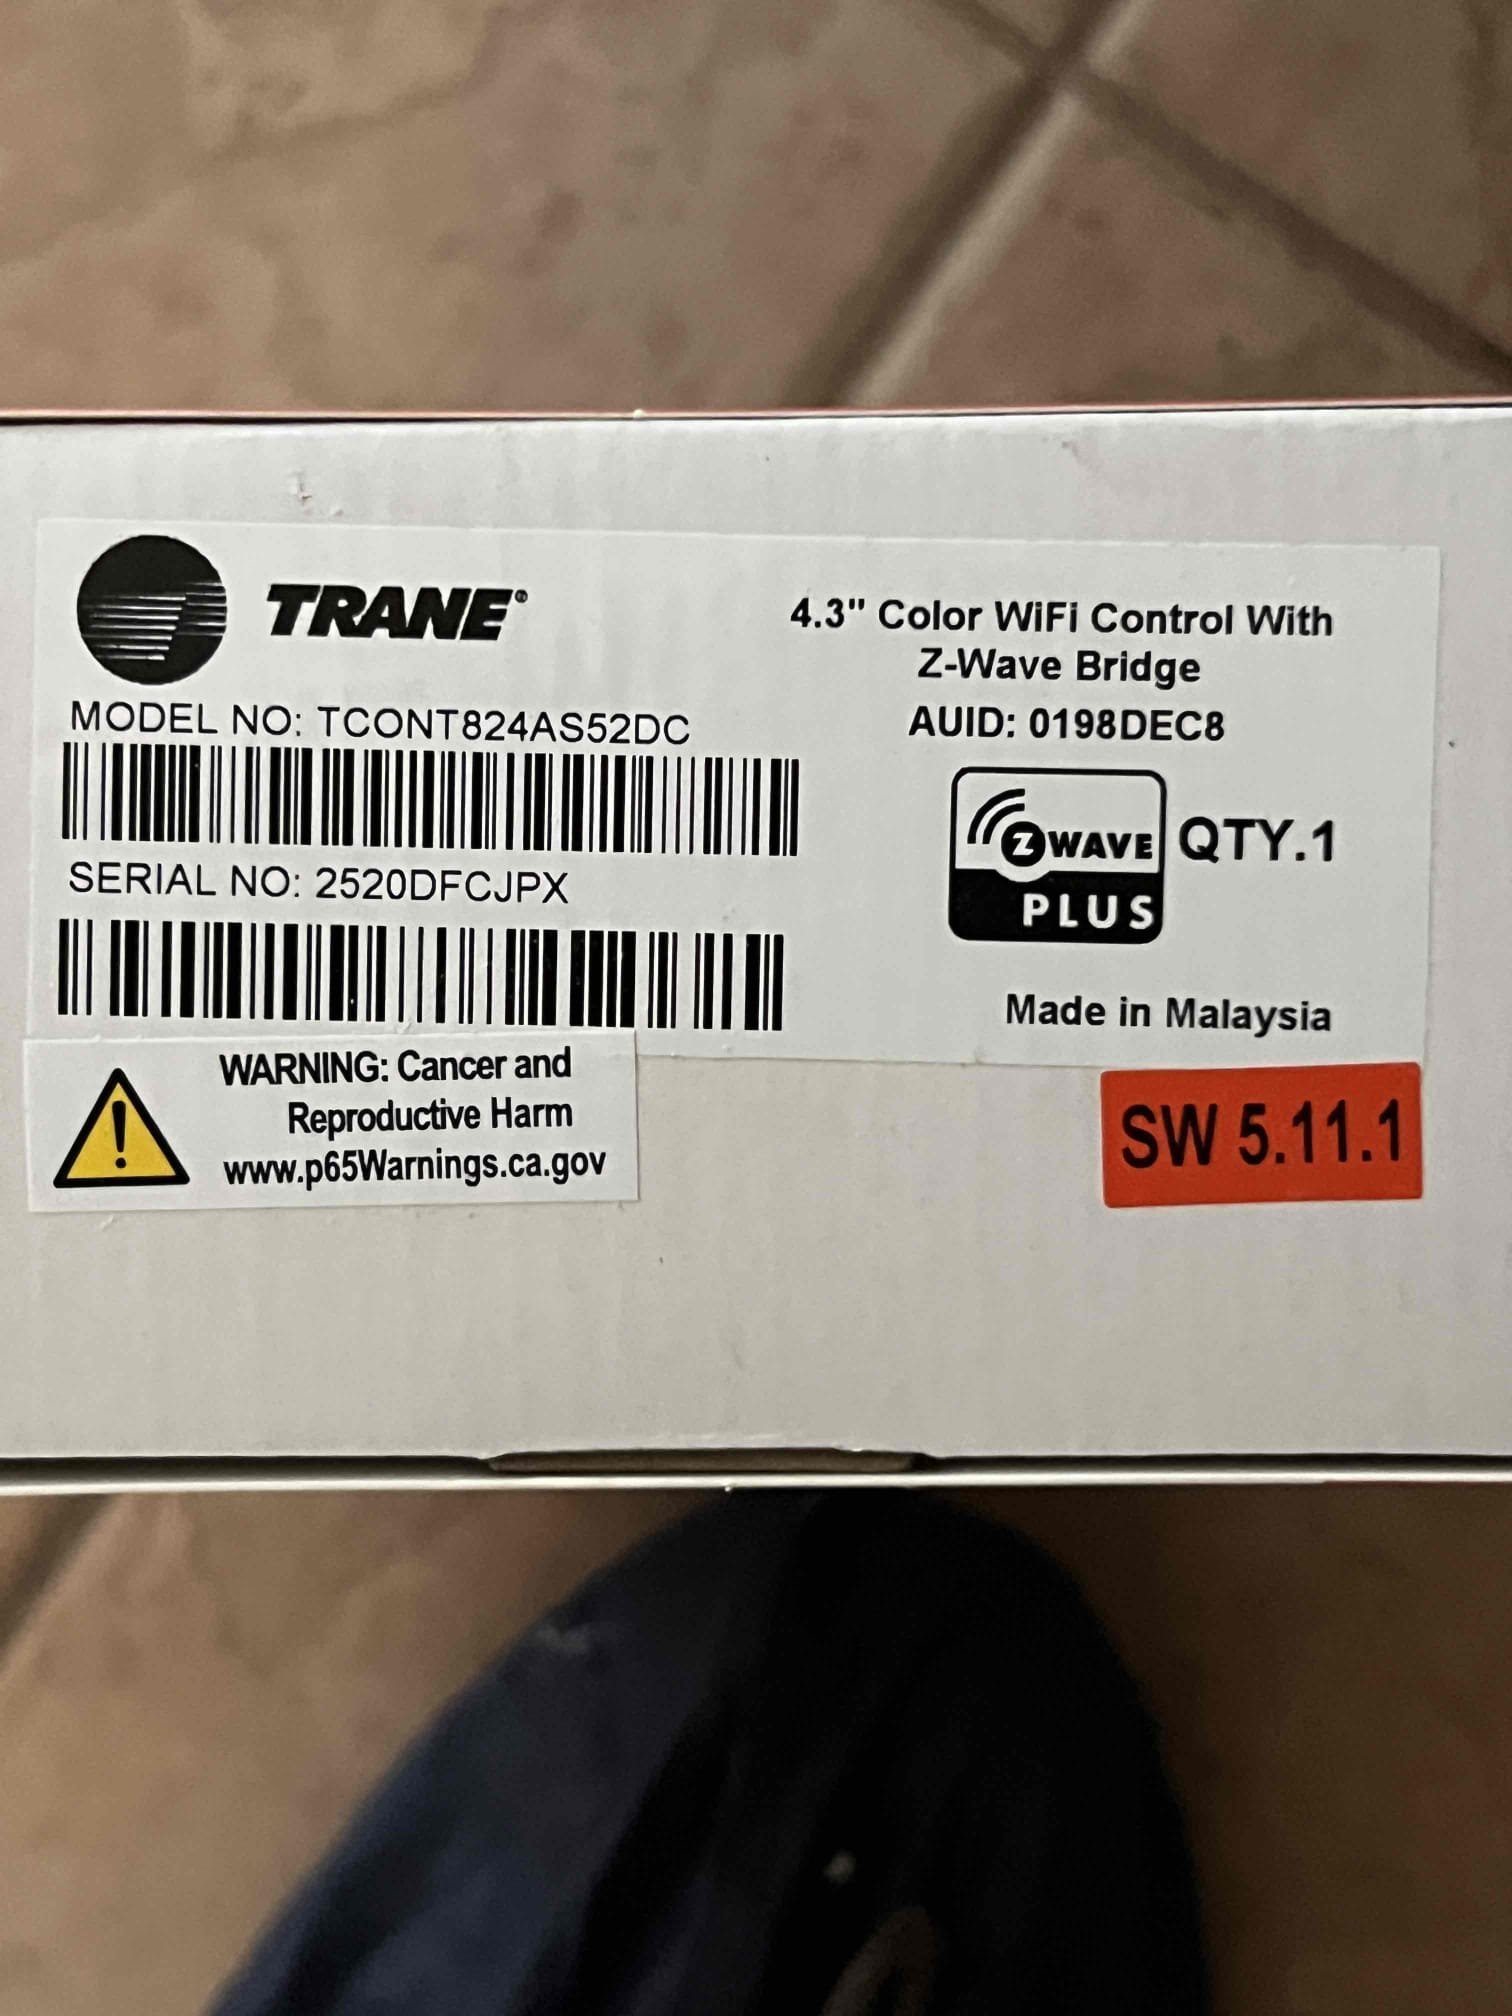 TRANE®
4.3" Color WiFi Control With
Z-Wave Bridge
MODEL NO: TCONT824AS52DC
AUID: 0198DEC8
Z WAVE
PLUS
QTY.1
SERIAL NO: 2520DFCJPX
Made in Malaysia
WARNING: Cancer and
Reproductive Harm
www.p65Warnings.ca.gov
SW 5.11.1